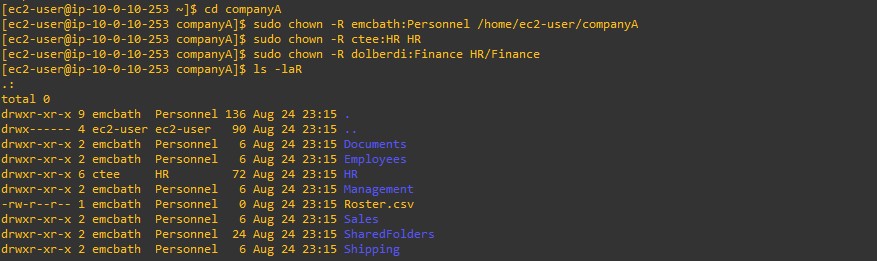 [ec2-user@ip-10-0-10-253 ~]$ cd companyA
[ec2-user@ip-10-0-10-253 companyA]$ sudo chown -R emcbath:Personnel /home/ec2-user/companyA
[ec2-user@ip-10-0-10-253 companyA]$ sudo chown -R ctee:HR HR
[ec2-user@ip-10-0-10-253 companyA]$ sudo chown -R dolberdi:Finance HR/Finance
[ec2-user@ip-10-0-10-253 companyA]$ ls -laR
.:
total 0
drwxr-xr-x 9 emcbath  Personnel 136 Aug 24 23:15 .
drwx------ 4 ec2-user ec2-user   90 Aug 24 23:15 ..
drwxr-xr-x 2 emcbath  Personnel   6 Aug 24 23:15 Documents
drwxr-xr-x 2 emcbath  Personnel   6 Aug 24 23:15 Employees
drwxr-xr-x 6 ctee     HR         72 Aug 24 23:15 HR
drwxr-xr-x 2 emcbath  Personnel   6 Aug 24 23:15 Management
-rw-r--r-- 1 emcbath  Personnel   0 Aug 24 23:15 Roster.csv
drwxr-xr-x 2 emcbath  Personnel   6 Aug 24 23:15 Sales
drwxr-xr-x 2 emcbath  Personnel  24 Aug 24 23:15 SharedFolders
drwxr-xr-x 2 emcbath  Personnel   6 Aug 24 23:15 Shipping